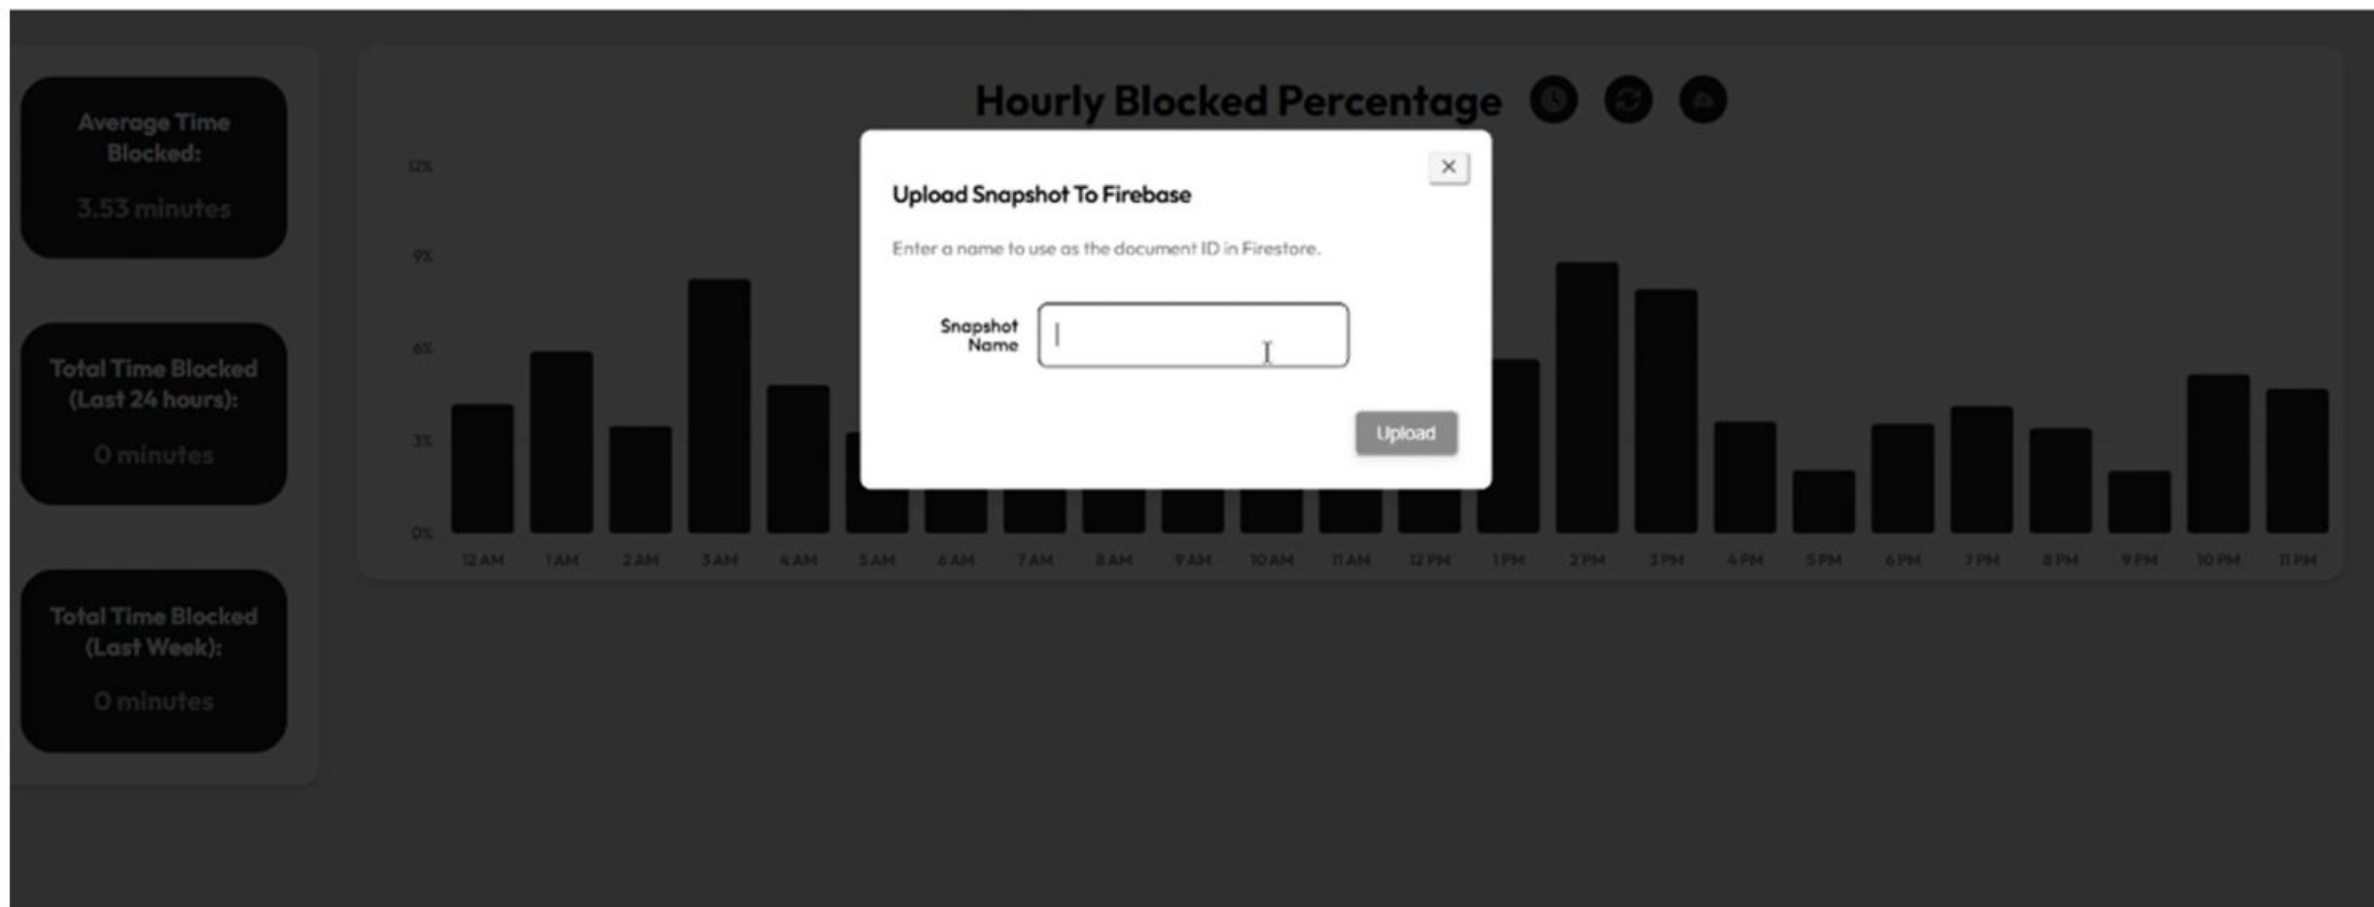 Average Time
Blocked:
3.53 minutes
Total Time Blocked
(Last 24 hours):
0 minutes
Total Time Blocked
(Last Week):
0 minutes
Hourly Blocked Percentage
12%
9%
6%
3%
0%
12 AM 1 AM 2 AM 3 AM 4 AM 5 AM 6 AM 7 AM 8 AM 9 AM 10 AM 11 AM 12 PM 1 PM 2 PM 3 PM 4 PM 5 PM 6 PM 7 PM 8 PM 9 PM 10 PM 11 PM
×
Upload Snapshot To Firebase
Enter a name to use as the document ID in Firestore.
Snapshot
Name
Upload